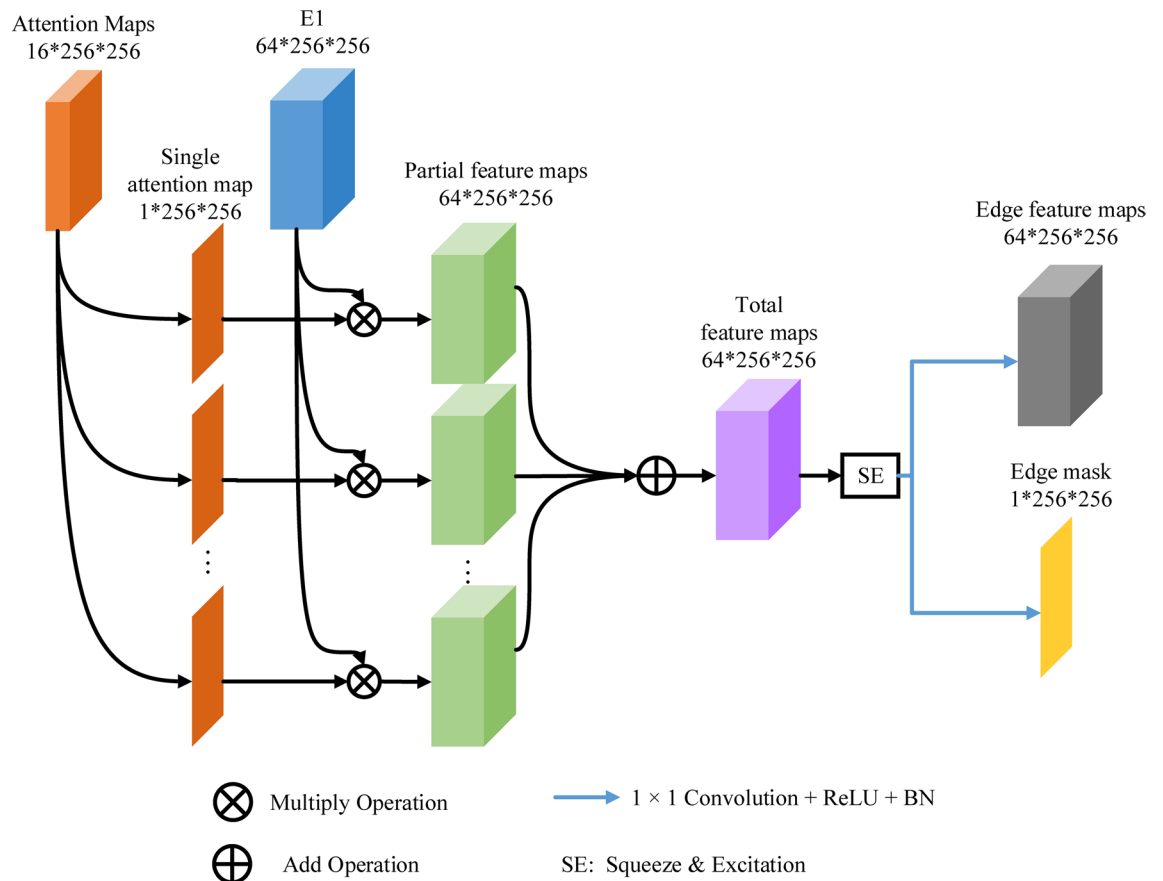 Attention Maps
16*256*256
E1
64*256*256
Single
attention map
1*256*256
Partial feature maps
64*256*256
Edge feature maps
64*256*256
Total
feature maps
64*256*256
SE
Edge mask
1*256*256
Multiply Operation
1 × 1 Convolution + ReLU + BN
Add Operation
SE: Squeeze & Excitation